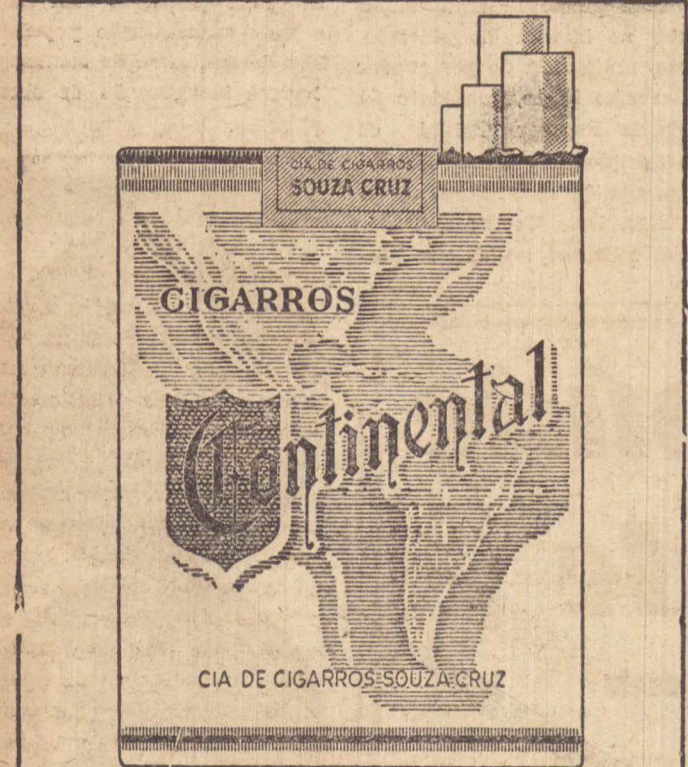 CIA DE CIGARROS
SOUZA CRUZ
CIGARROS
Continental
CIA DE CIGARROS SOUZA CRUZ